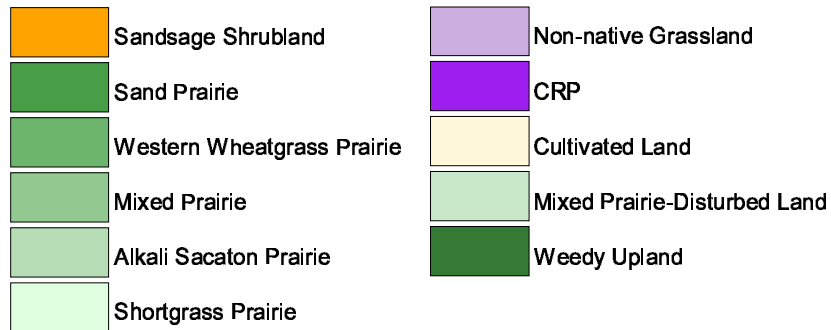 Sandsage Shrubland
Sand Prairie
Western Wheatgrass Prairie
Mixed Prairie
Alkali Sacaton Prairie
Shortgrass Prairie
Non-native Grassland
CRP
Cultivated Land
Mixed Prairie-Disturbed Land
Weedy Upland